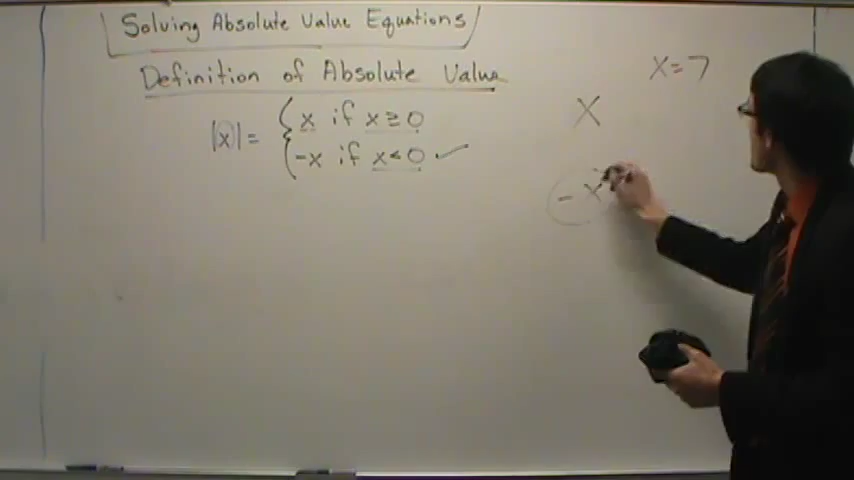 Solving Absolute Value Equations
Definition of Absolute Value
|x| = { x if x ≥ 0
-x if x < 0 ✓
x = 7
X
- x